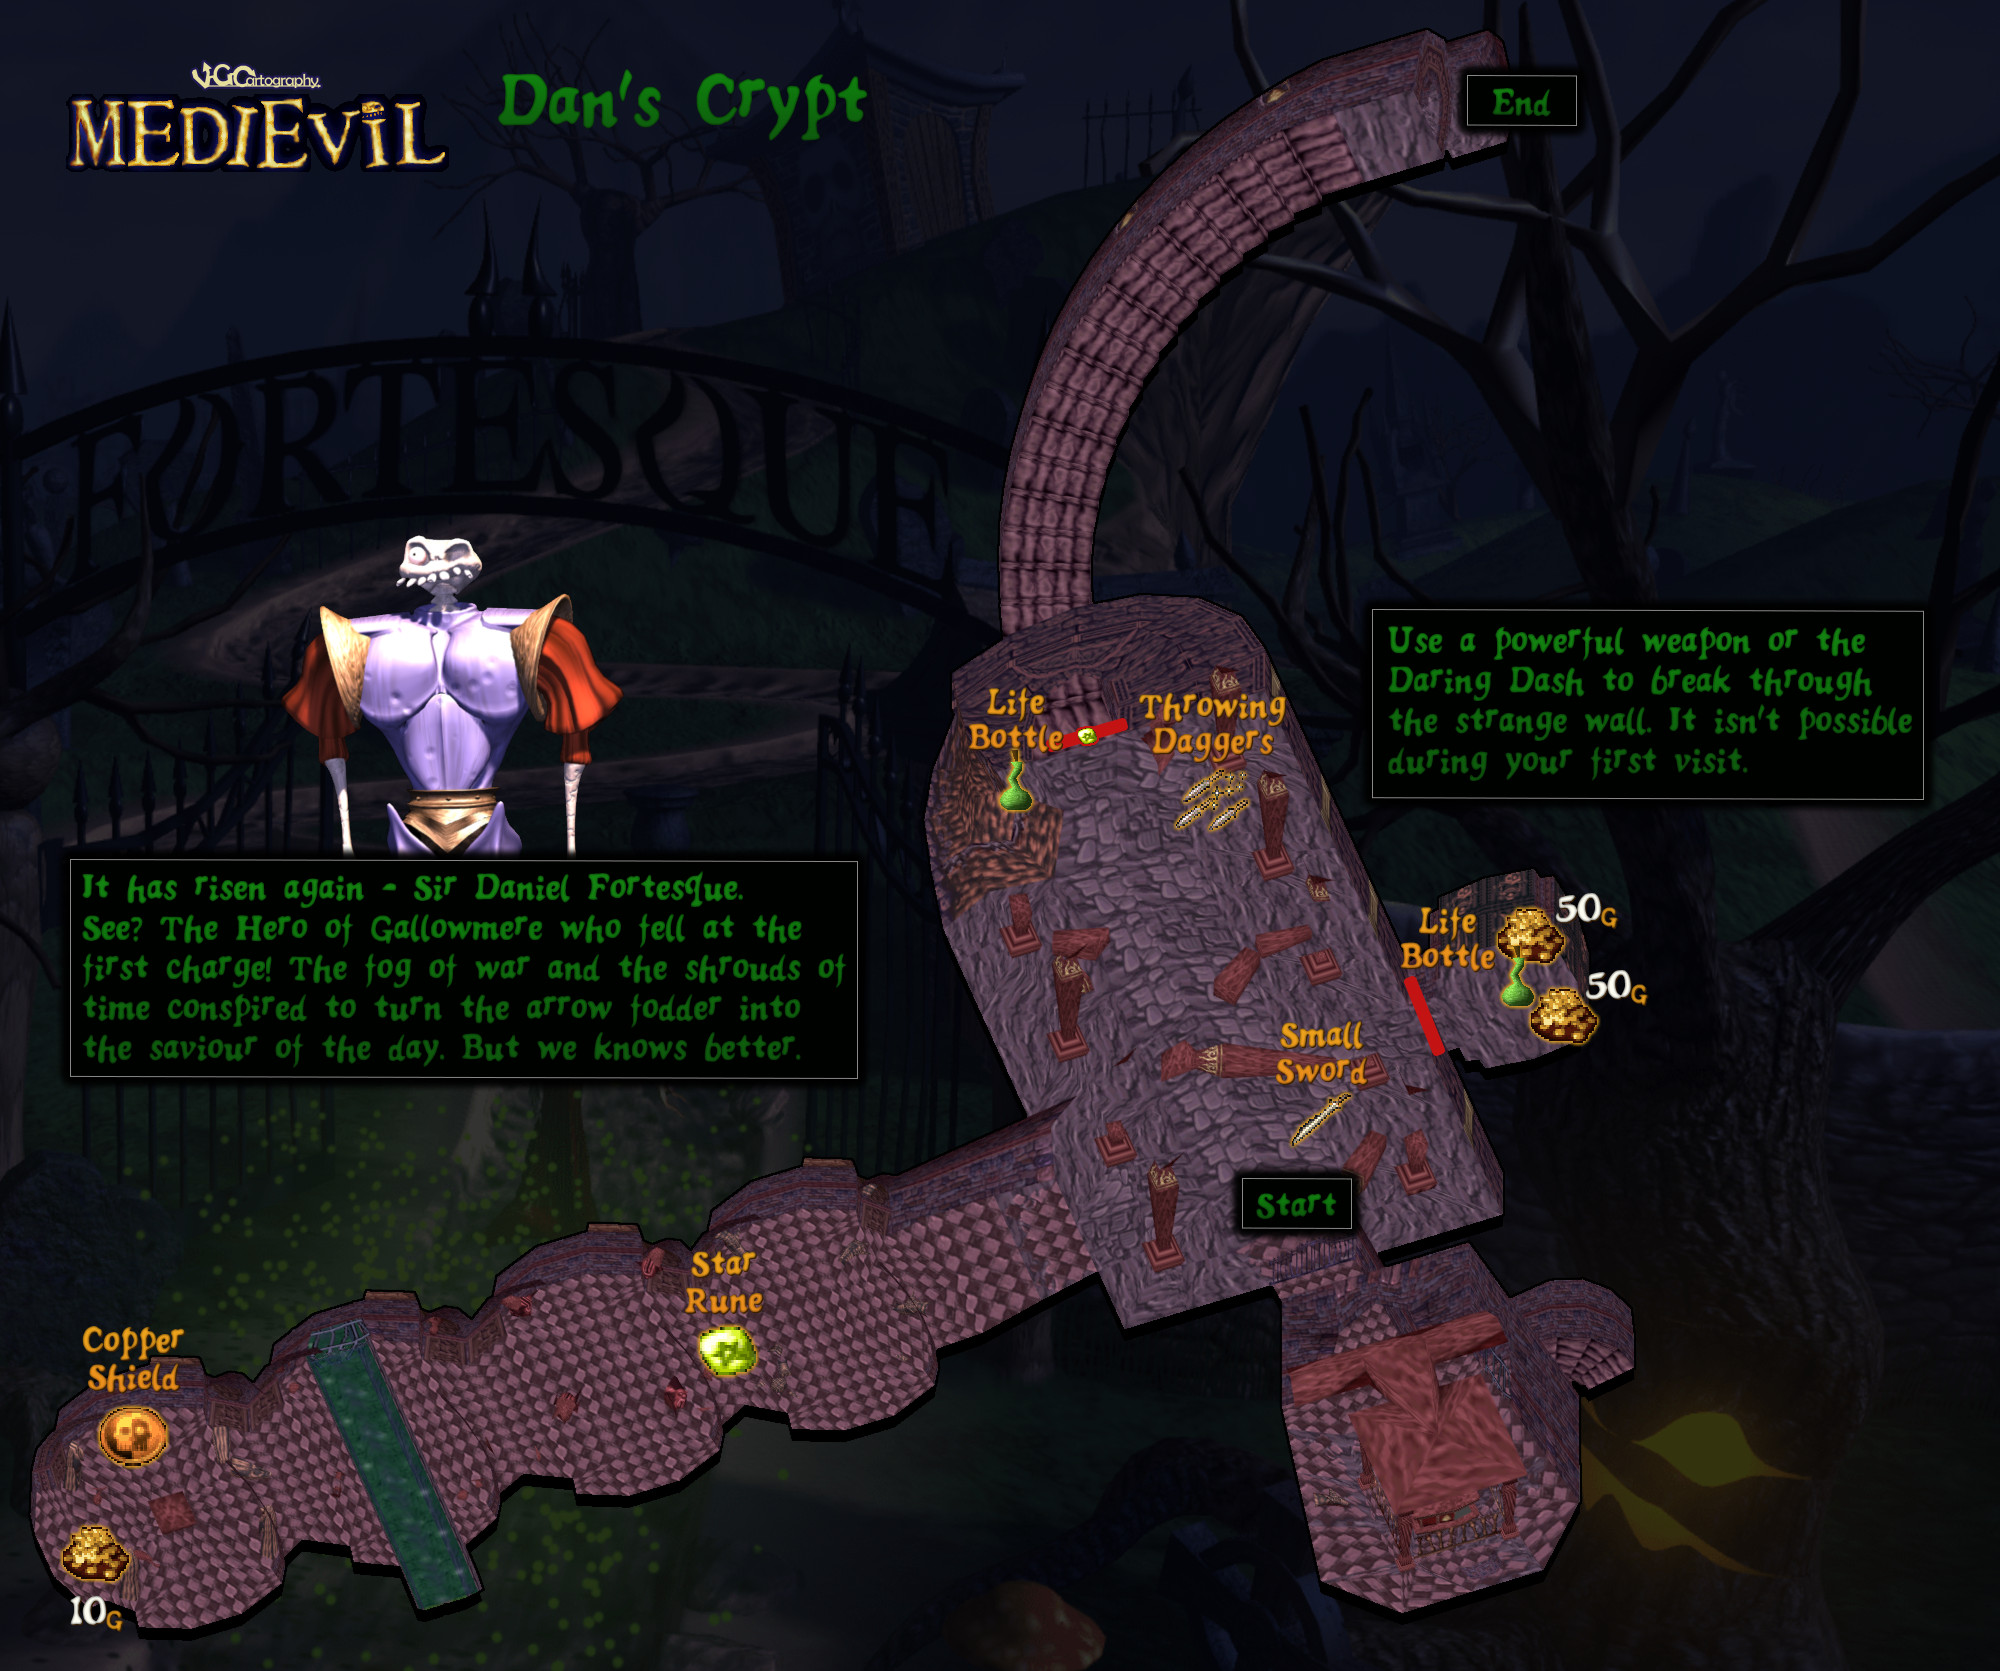 VGCartography
MEDIEVIL
Dan's Crypt
End
FORTESQUE
Use a powerful weapon or the
Daring Dash to break through
the strange wall. It isn't possible
during your first visit.
Life
Bottle
Throwing
Daggers
It has risen again - Sir Daniel Fortesque.
See? The Hero of Gallowmere who fell at the
first charge! The fog of war and the shrouds of
time conspired to turn the arrow fodder into
the saviour of the day. But we knows better.
Life
Bottle
50G
50G
Small
Sword
Start
Star
Rune
Copper
Shield
10G